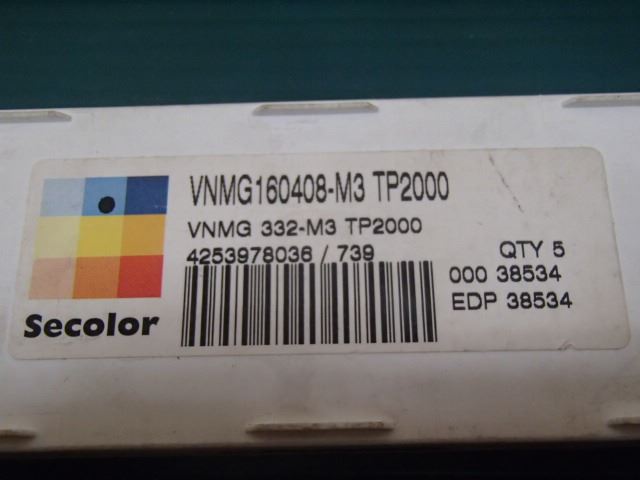 VNMG160408-M3 TP2000
VNMG 332-M3 TP2000
4253978036 / 739
QTY 5
000 38534
EDP 38534
Secolor